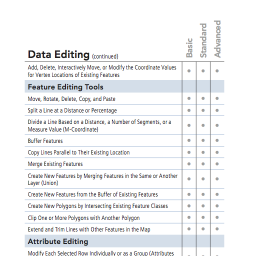 Data Editing (continued)
Basic
Standard
Advanced
Add, Delete, Interactively Move, or Modify the Coordinate Values
for Vertex Locations of Existing Features
Feature Editing Tools
Move, Rotate, Delete, Copy, and Paste
Split a Line at a Distance or Percentage
Divide a Line Based on a Distance, a Number of Segments, or a
Measure Value (M-Coordinate)
Buffer Features
Copy Lines Parallel to Their Existing Location
Merge Existing Features
Create New Features by Merging Features in the Same or Another
Layer (Union)
Create New Features from the Buffer of Existing Features
Create New Polygons by Intersecting Existing Feature Classes
Clip One or More Polygons with Another Polygon
Extend and Trim Lines with Other Features in the Map
Attribute Editing
Modify Each Selected Row Individually or as a Group (Attributes